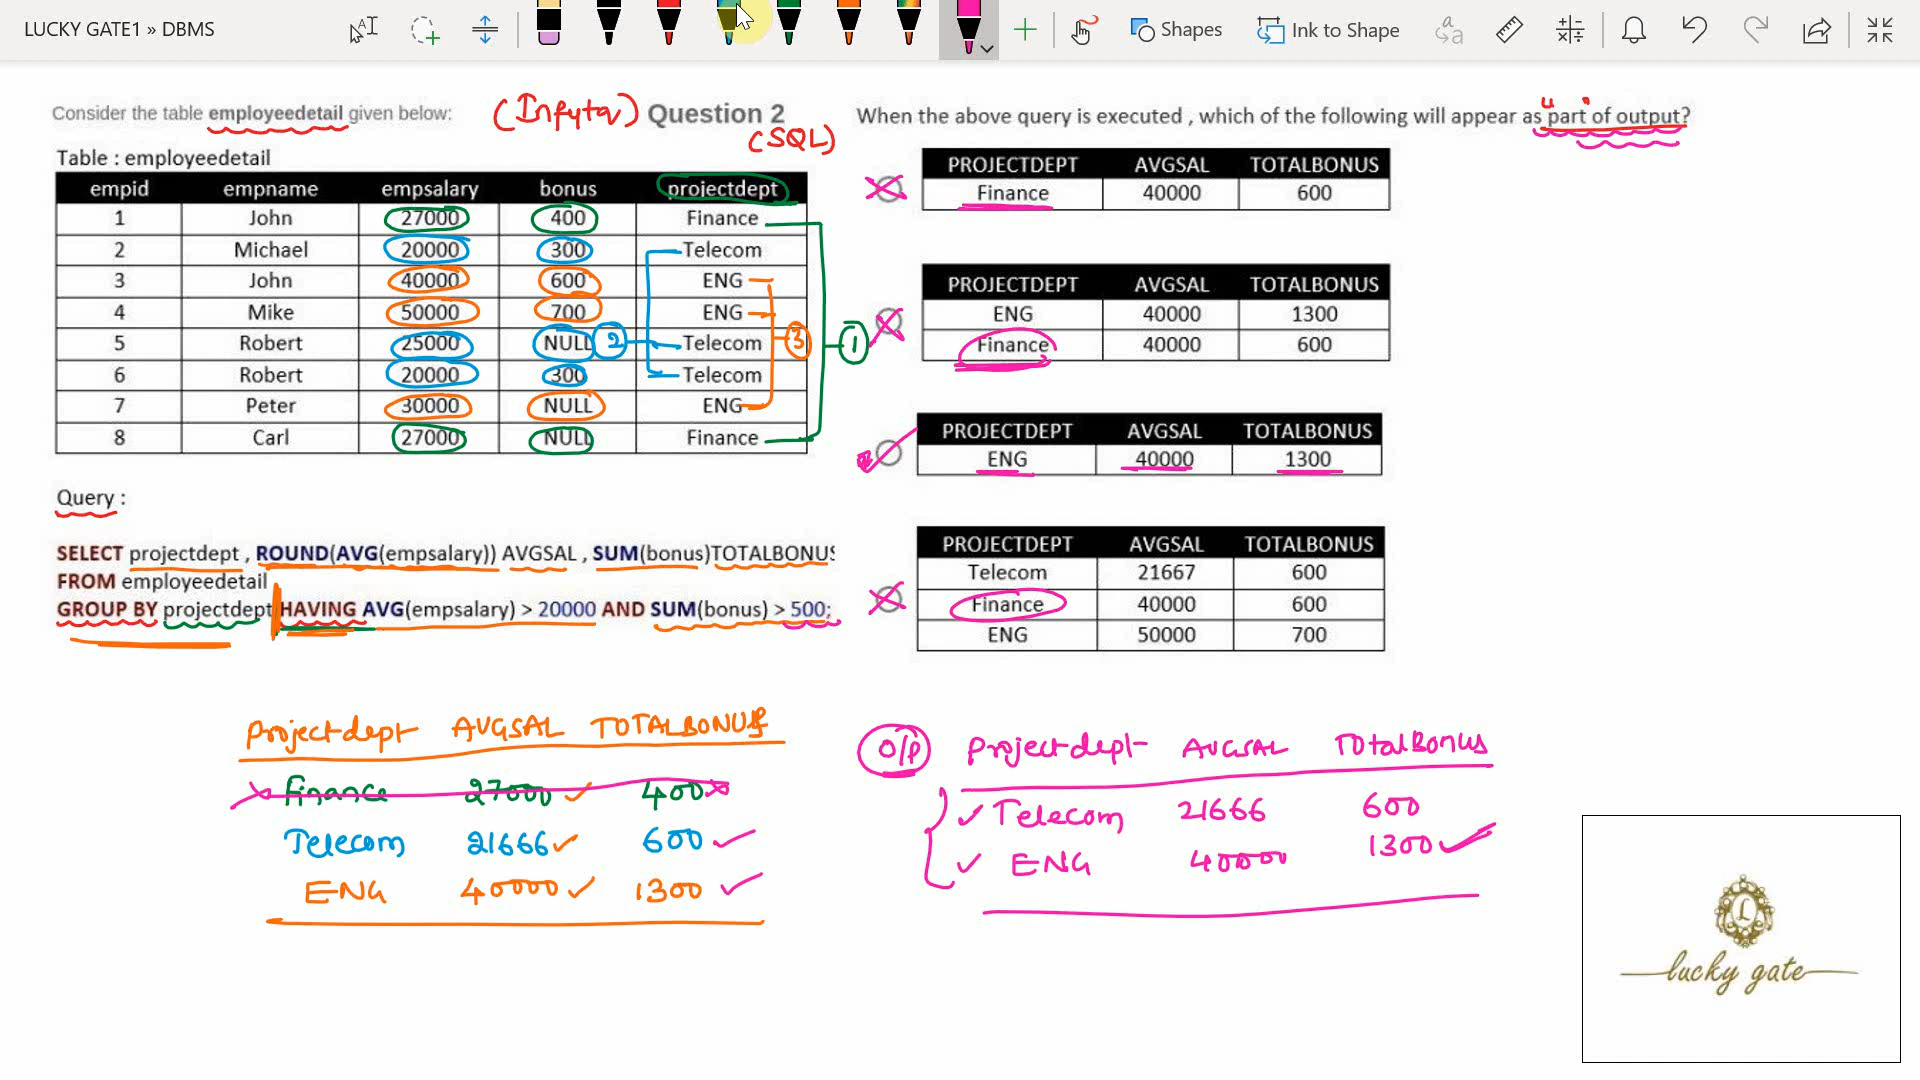 LUCKY GATE1 » DBMS
Shapes
Ink to Shape
Consider the table employeedetail given below:
(Infytq) Question 2
(SQL)
Table : employeedetail
empid empname empsalary bonus projectdept
1 John 27000 400 Finance
2 Michael 20000 300 Telecom
3 John 40000 600 ENG
4 Mike 50000 700 ENG
5 Robert 25000 NULL Telecom
6 Robert 20000 300 Telecom
7 Peter 30000 NULL ENG
8 Carl 27000 NULL Finance
2 3 1
Query :
SELECT projectdept , ROUND(AVG(empsalary)) AVGSAL , SUM(bonus)TOTALBONUS
FROM employeedetail
GROUP BY projectdept HAVING AVG(empsalary) > 20000 AND SUM(bonus) > 500;
Projectdept AVGSAL TOTALBONUS
Finance 27000 400
Telecom 21666 600
ENG 40000 1300
When the above query is executed , which of the following will appear as part of output?
PROJECTDEPT AVGSAL TOTALBONUS
Finance 40000 600
PROJECTDEPT AVGSAL TOTALBONUS
ENG 40000 1300
Finance 40000 600
PROJECTDEPT AVGSAL TOTALBONUS
ENG 40000 1300
PROJECTDEPT AVGSAL TOTALBONUS
Telecom 21667 600
Finance 40000 600
ENG 50000 700
O/P Projectdept AVGSAL TotalBonus
Telecom 21666 600
ENG 40000 1300
L
lucky gate